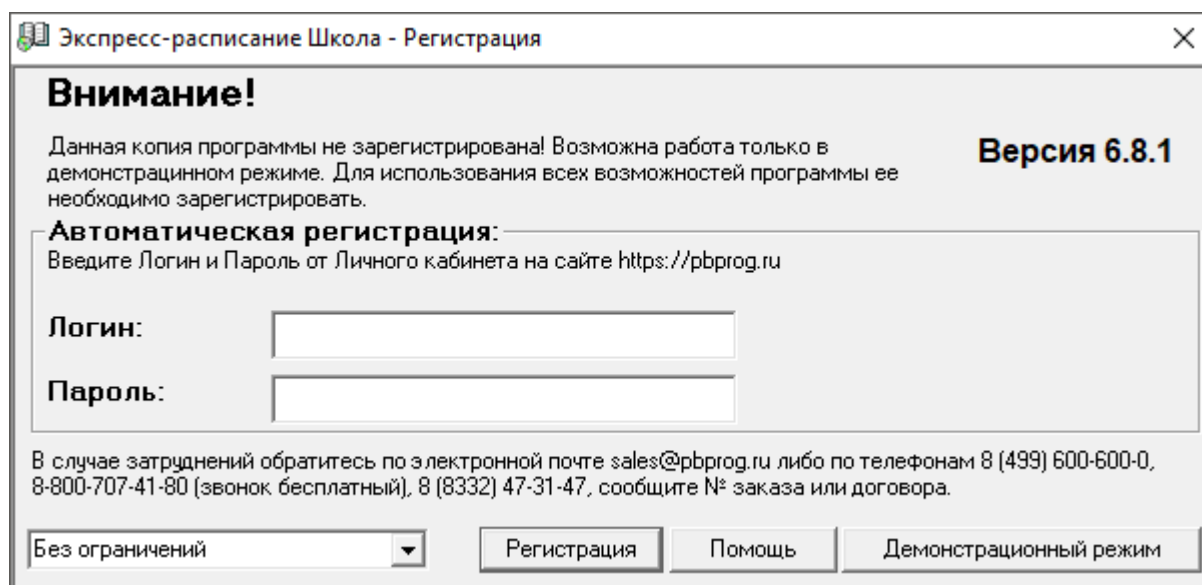 Экспресс-расписание Школа - Регистрация
Внимание!
Данная копия программы не зарегистрирована! Возможна работа только в
демонстрацинном режиме. Для использования всех возможностей программы ее
необходимо зарегистрировать.
Версия 6.8.1
Автоматическая регистрация:
Введите Логин и Пароль от Личного кабинета на сайте https://pbprog.ru
Логин:
Пароль:
В случае затруднений обратитесь по электронной почте sales@pbprog.ru либо по телефонам 8 (499) 600-600-0,
8-800-707-41-80 (звонок бесплатный), 8 (8332) 47-31-47, сообщите № заказа или договора.
Без ограничений
Регистрация
Помощь
Демонстрационный режим